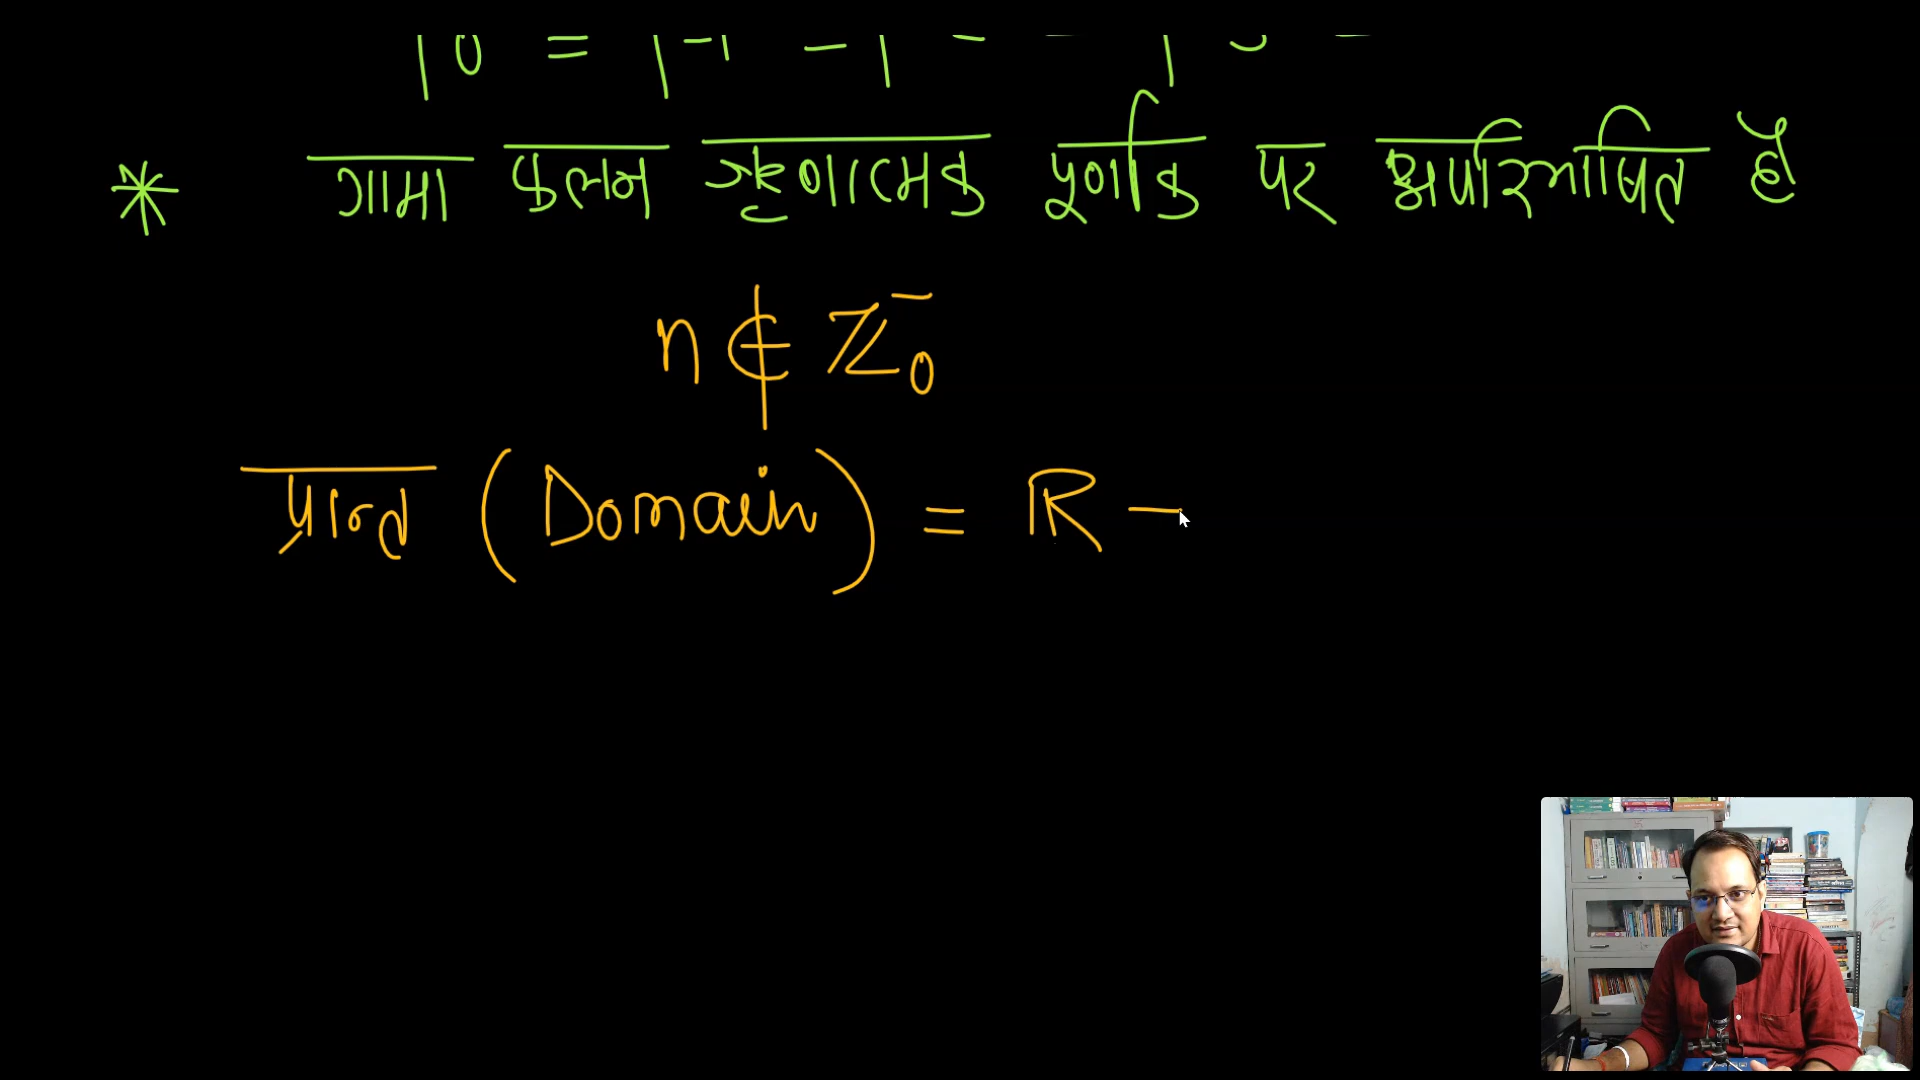 * गामा फलन ऋणात्मक पूर्णांक पर अपरिभाषित है
n ∉ ℤ₀⁻
प्रान्त (Domain) = ℝ −